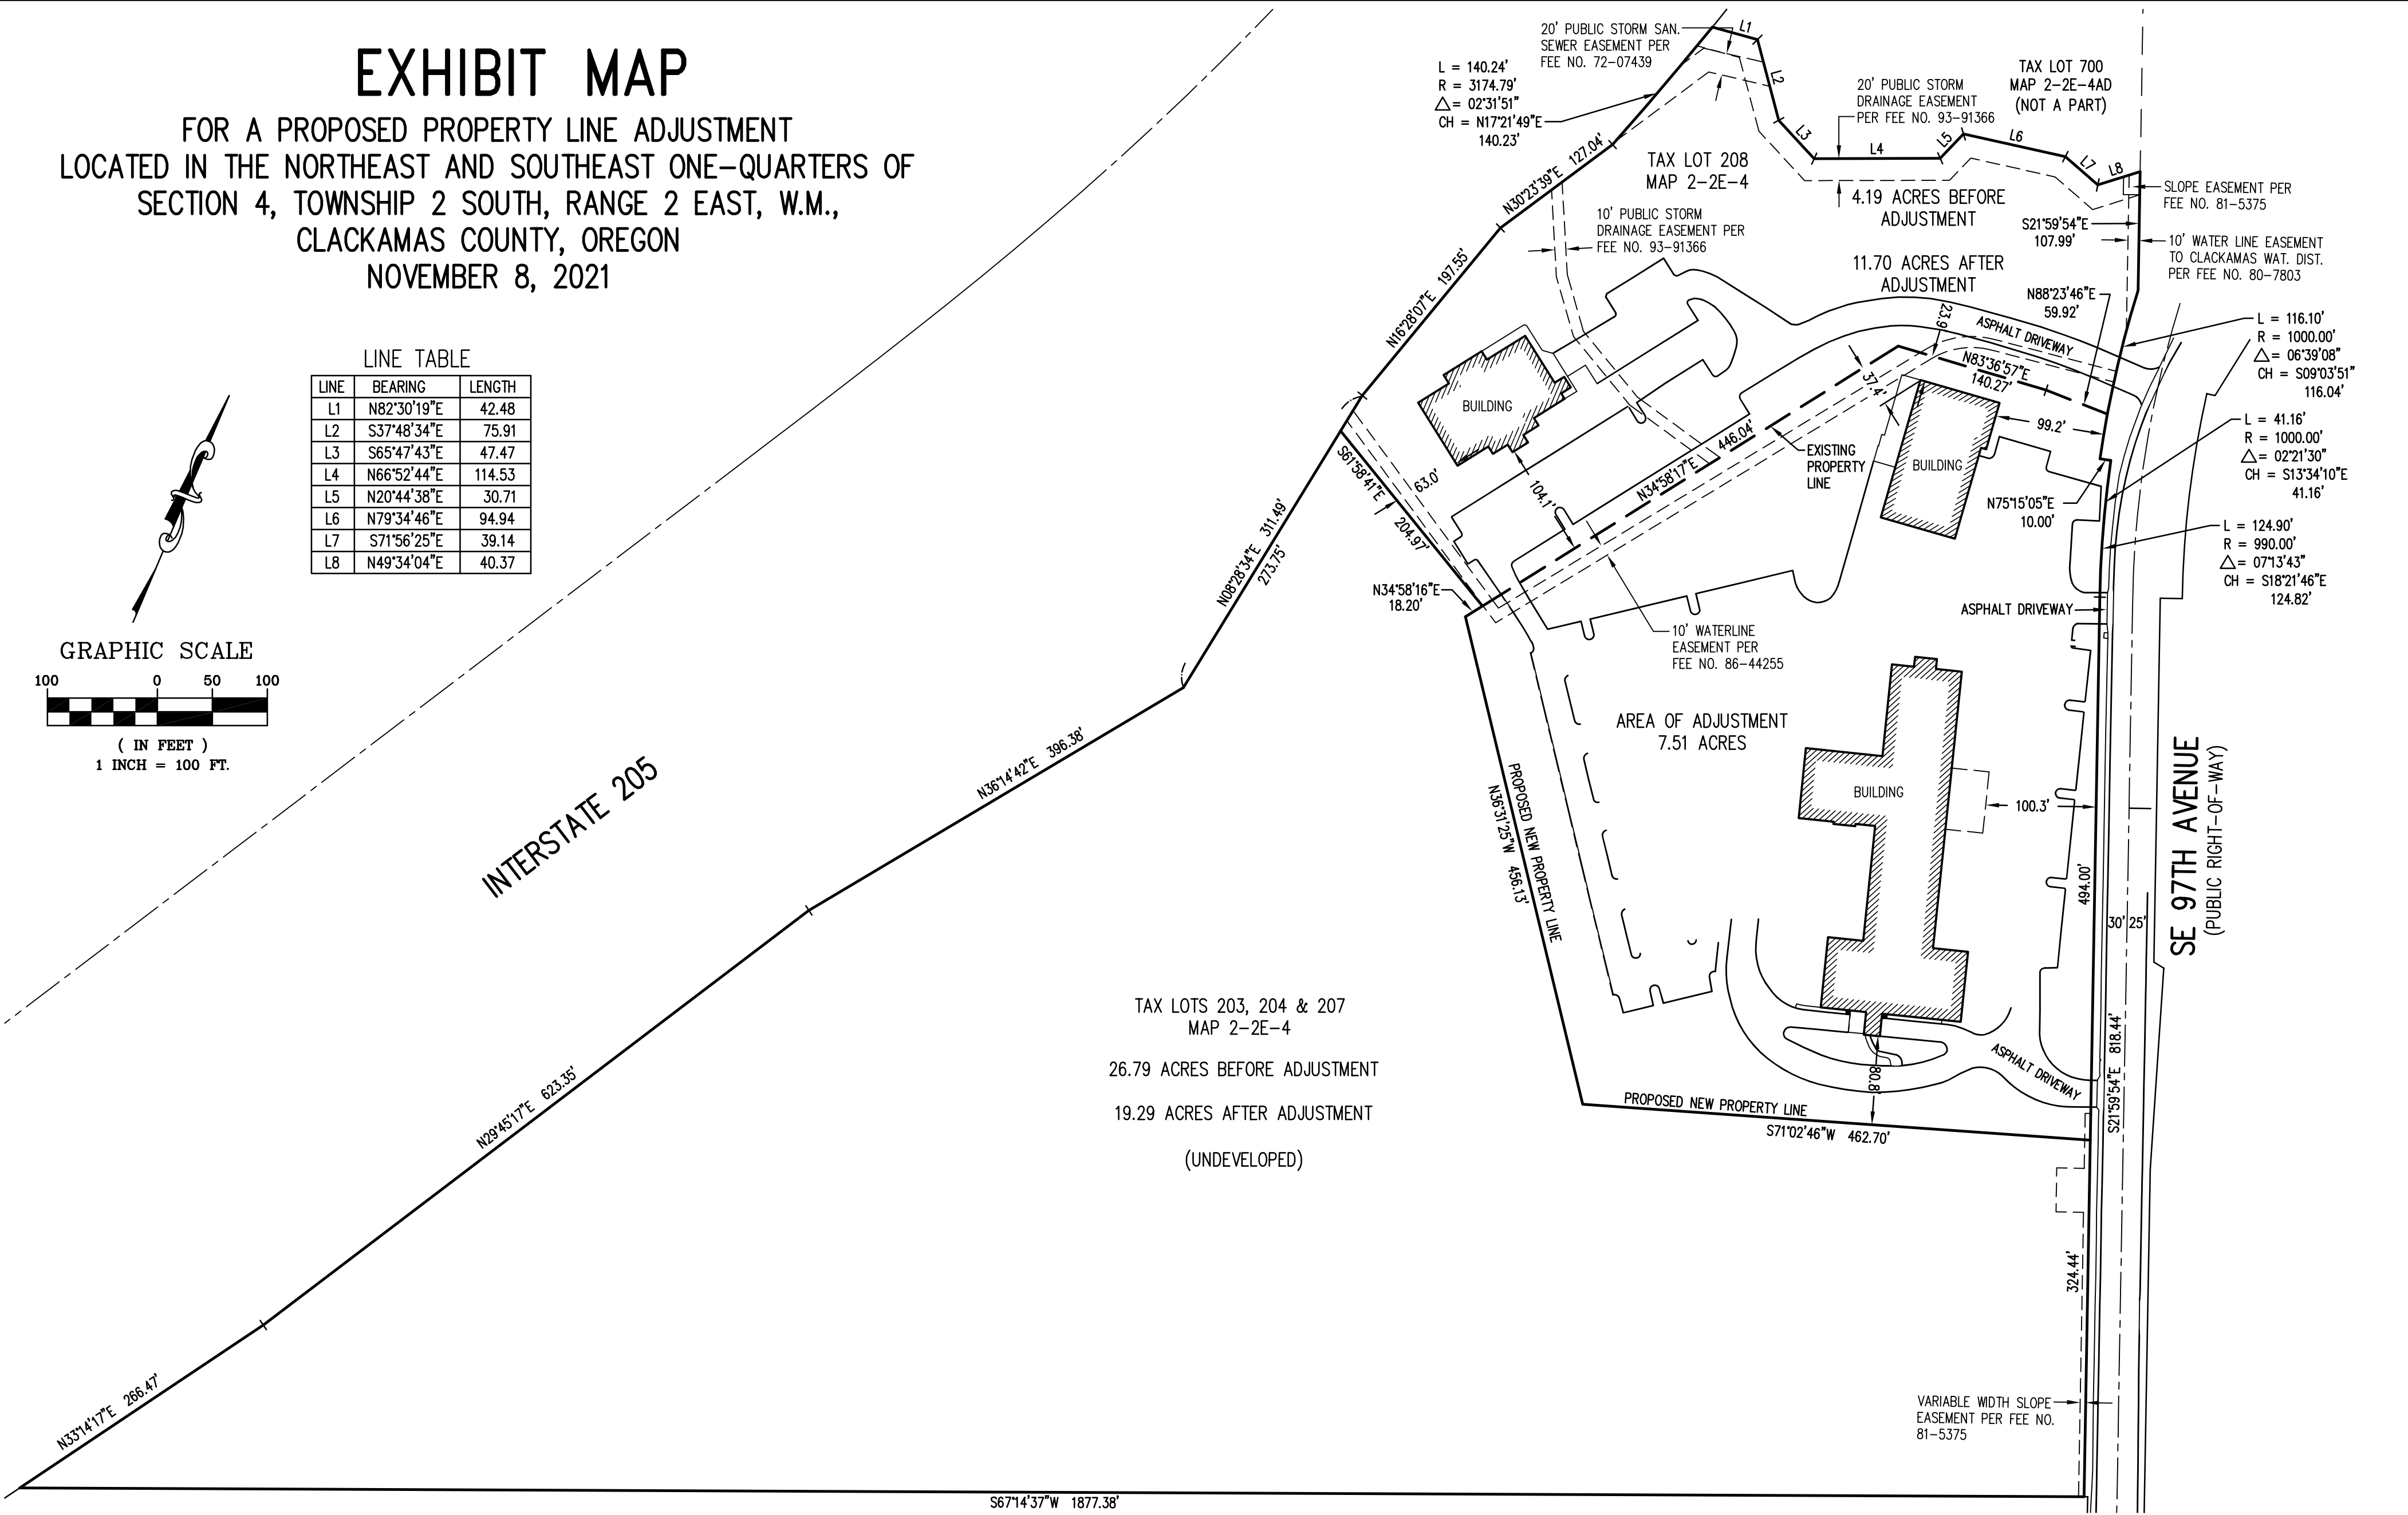 EXHIBIT MAP
FOR A PROPOSED PROPERTY LINE ADJUSTMENT
LOCATED IN THE NORTHEAST AND SOUTHEAST ONE-QUARTERS OF
SECTION 4, TOWNSHIP 2 SOUTH, RANGE 2 EAST, W.M.,
CLACKAMAS COUNTY, OREGON
NOVEMBER 8, 2021
LINE TABLE
LINE BEARING LENGTH
L1 N82°30'19"E 42.48
L2 S37°48'34"E 75.91
L3 S65°47'43"E 47.47
L4 N66°52'44"E 114.53
L5 N20°44'38"E 30.71
L6 N79°34'46"E 94.94
L7 S71°56'25"E 39.14
L8 N49°34'04"E 40.37
GRAPHIC SCALE
100 0 50 100
( IN FEET )
1 INCH = 100 FT.
INTERSTATE 205
20' PUBLIC STORM SAN.
SEWER EASEMENT PER
FEE NO. 72-07439
L = 140.24'
R = 3174.79'
△= 02°31'51"
CH = N17°21'49"E
140.23'
L1
L2
L3
L4
L5
L6
L7
L8
20' PUBLIC STORM
DRAINAGE EASEMENT
PER FEE NO. 93-91366
TAX LOT 700
MAP 2-2E-4AD
(NOT A PART)
TAX LOT 208
MAP 2-2E-4
4.19 ACRES BEFORE
ADJUSTMENT
11.70 ACRES AFTER
ADJUSTMENT
SLOPE EASEMENT PER
FEE NO. 81-5375
S21°59'54"E
107.99'
10' WATER LINE EASEMENT
TO CLACKAMAS WAT. DIST.
PER FEE NO. 80-7803
N88°23'46"E
59.92'
L = 116.10'
R = 1000.00'
△= 06°39'08"
CH = S09°03'51"
116.04'
L = 41.16'
R = 1000.00'
△= 02°21'30"
CH = S13°34'10"E
41.16'
L = 124.90'
R = 990.00'
△= 07°13'43"
CH = S18°21'46"E
124.82'
N30°23'39"E 127.04'
10' PUBLIC STORM
DRAINAGE EASEMENT PER
FEE NO. 93-91366
N16°28'07"E 197.55'
ASPHALT DRIVEWAY
23.9'
N83°36'57"E
140.27'
37.4'
BUILDING
BUILDING
99.2'
EXISTING
PROPERTY
LINE
N34°58'17"E 446.04'
104.1'
63.0'
S61°58'41"E
204.97'
N75°15'05"E
10.00'
N08°28'34"E 311.49'
273.75'
N34°58'16"E
18.20'
ASPHALT DRIVEWAY
10' WATERLINE
EASEMENT PER
FEE NO. 86-44255
AREA OF ADJUSTMENT
7.51 ACRES
N36°14'42"E 396.38'
PROPOSED NEW PROPERTY LINE
N36°31'25"W 456.13'
BUILDING
100.3'
SE 97TH AVENUE
(PUBLIC RIGHT-OF-WAY)
494.00'
30' 25'
TAX LOTS 203, 204 & 207
MAP 2-2E-4
26.79 ACRES BEFORE ADJUSTMENT
19.29 ACRES AFTER ADJUSTMENT
(UNDEVELOPED)
ASPHALT DRIVEWAY
80.8'
PROPOSED NEW PROPERTY LINE
S71°02'46"W 462.70'
S21°59'54"E 818.44'
324.44'
N29°45'17"E 623.35'
N33°14'17"E 266.47'
VARIABLE WIDTH SLOPE
EASEMENT PER FEE NO.
81-5375
S67°14'37"W 1877.38'